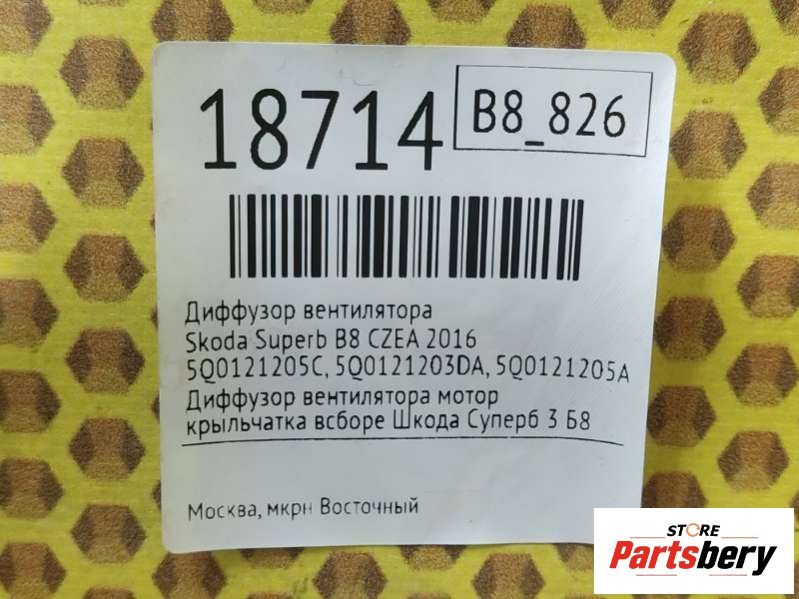 18714
B8_826
Диффузор вентилятора
Skoda Superb B8 CZEA 2016
5Q0121205C, 5Q0121203DA, 5Q0121205A
Диффузор вентилятора мотор
крыльчатка всборе Шкода Суперб 3 Б8
Москва, мкрн Восточный
STORE
Partsbery